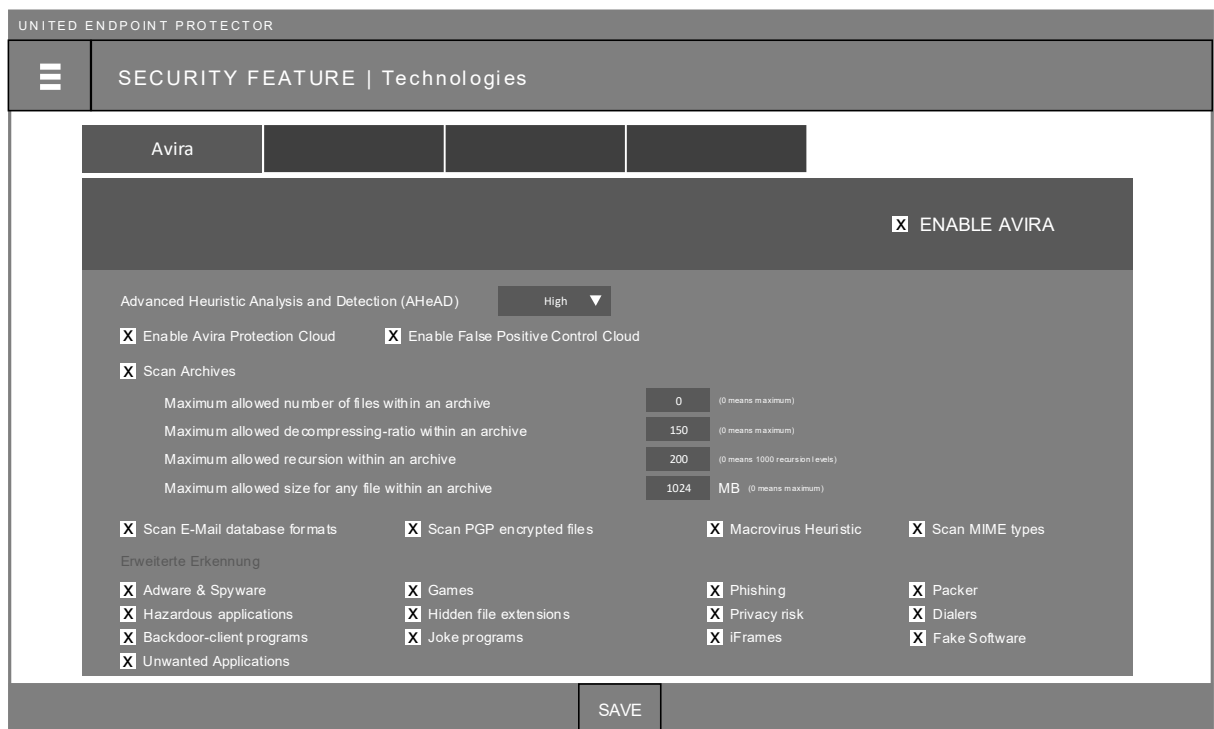 UNITED ENDPOINT PROTECTOR
SECURITY FEATURE | Technologies
Avira
X ENABLE AVIRA
Advanced Heuristic Analysis and Detection (AHeAD) High
X Enable Avira Protection Cloud X Enable False Positive Control Cloud
X Scan Archives
Maximum allowed number of files within an archive 0 (0 means maximum)
Maximum allowed decompressing-ratio within an archive 150 (0 means maximum)
Maximum allowed recursion within an archive 200 (0 means 1000 recursion levels)
Maximum allowed size for any file within an archive 1024 MB (0 means maximum)
X Scan E-Mail database formats X Scan PGP encrypted files X Macrovirus Heuristic X Scan MIME types
Erweiterte Erkennung
X Adware & Spyware X Games X Phishing X Packer
X Hazardous applications X Hidden file extensions X Privacy risk X Dialers
X Backdoor-client programs X Joke programs X iFrames X Fake Software
X Unwanted Applications
SAVE